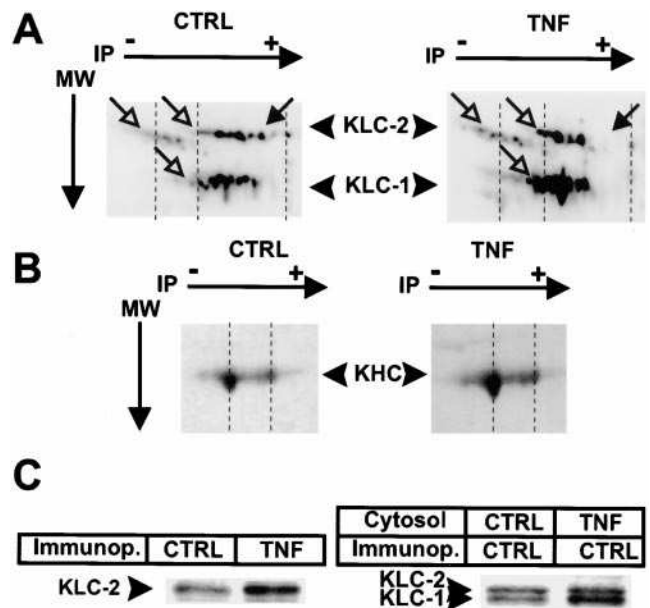 A
CTRL
TNF
IP - +
IP - +
MW
KLC-2
KLC-1
B
CTRL
TNF
IP - +
IP - +
MW
KHC
C
Cytosol CTRL TNF
Immunop. CTRL TNF
Immunop. CTRL CTRL
KLC-2
KLC-2
KLC-1